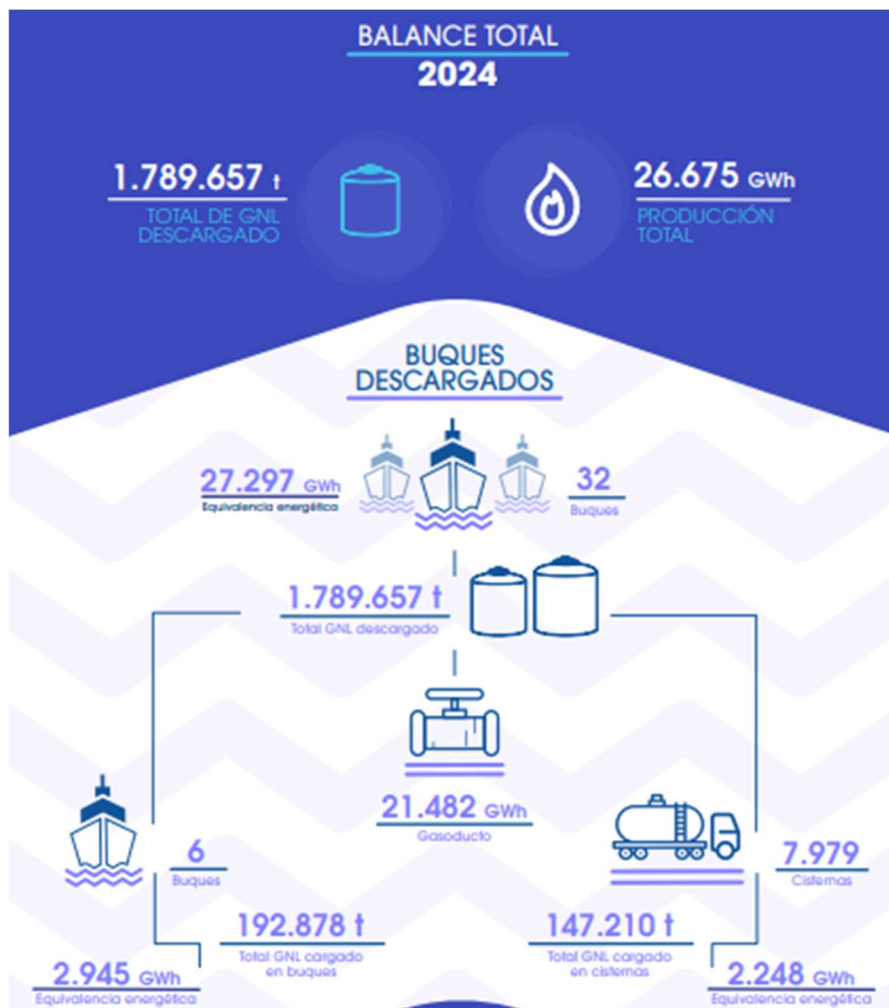 BALANCE TOTAL
2024
1.789.657 t
TOTAL DE GNL
DESCARGADO
26.675 GWh
PRODUCCIÓN
TOTAL
BUQUES
DESCARGADOS
27.297 GWh
Equivalencia energética
32
Buques
1.789.657 t
Total GNL descargado
21.482 GWh
Gasoducto
6
Buques
7.979
Cisternas
192.878 t
Total GNL cargado
en buques
147.210 t
Total GNL cargado
en cisternas
2.945 GWh
Equivalencia energética
2.248 GWh
Equivalencia energética